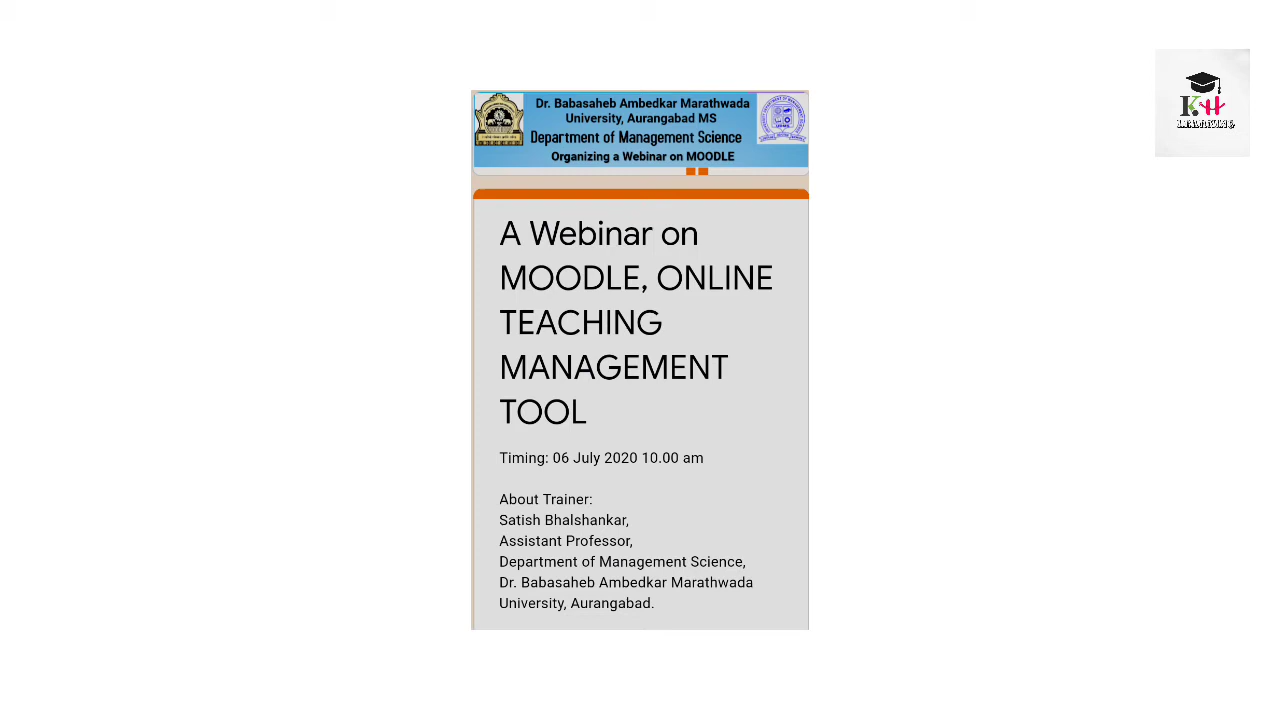 Dr. Babasaheb Ambedkar Marathwada
University, Aurangabad MS
Department of Management Science
Organizing a Webinar on MOODLE
KH
A Webinar on
MOODLE, ONLINE
TEACHING
MANAGEMENT
TOOL
Timing: 06 July 2020 10.00 am
About Trainer:
Satish Bhalshankar,
Assistant Professor,
Department of Management Science,
Dr. Babasaheb Ambedkar Marathwada
University, Aurangabad.